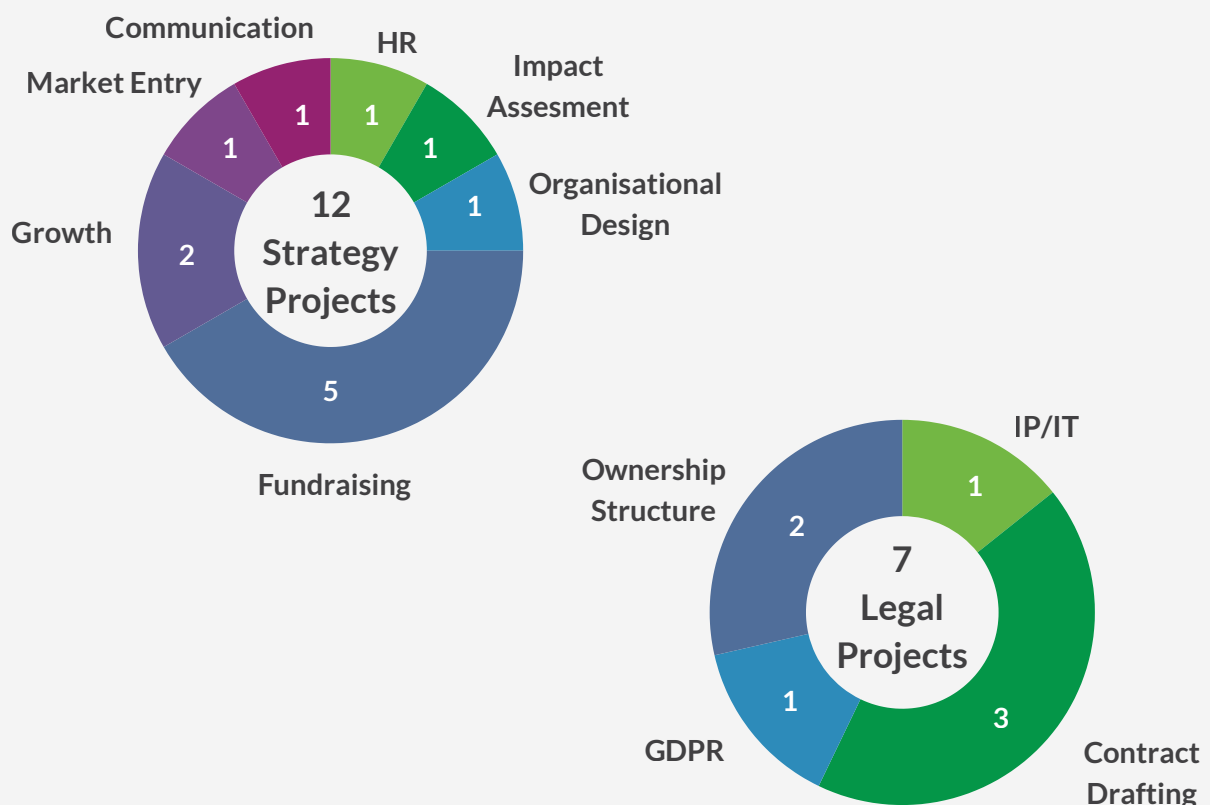 Communication
HR
Impact
Assesment
Market Entry
1
1
1
1
Organisational
Design
1
12
Strategy
Projects
Growth
2
5
Fundraising
IP/IT
Ownership
Structure
1
2
7
Legal
Projects
1
3
GDPR
Contract
Drafting